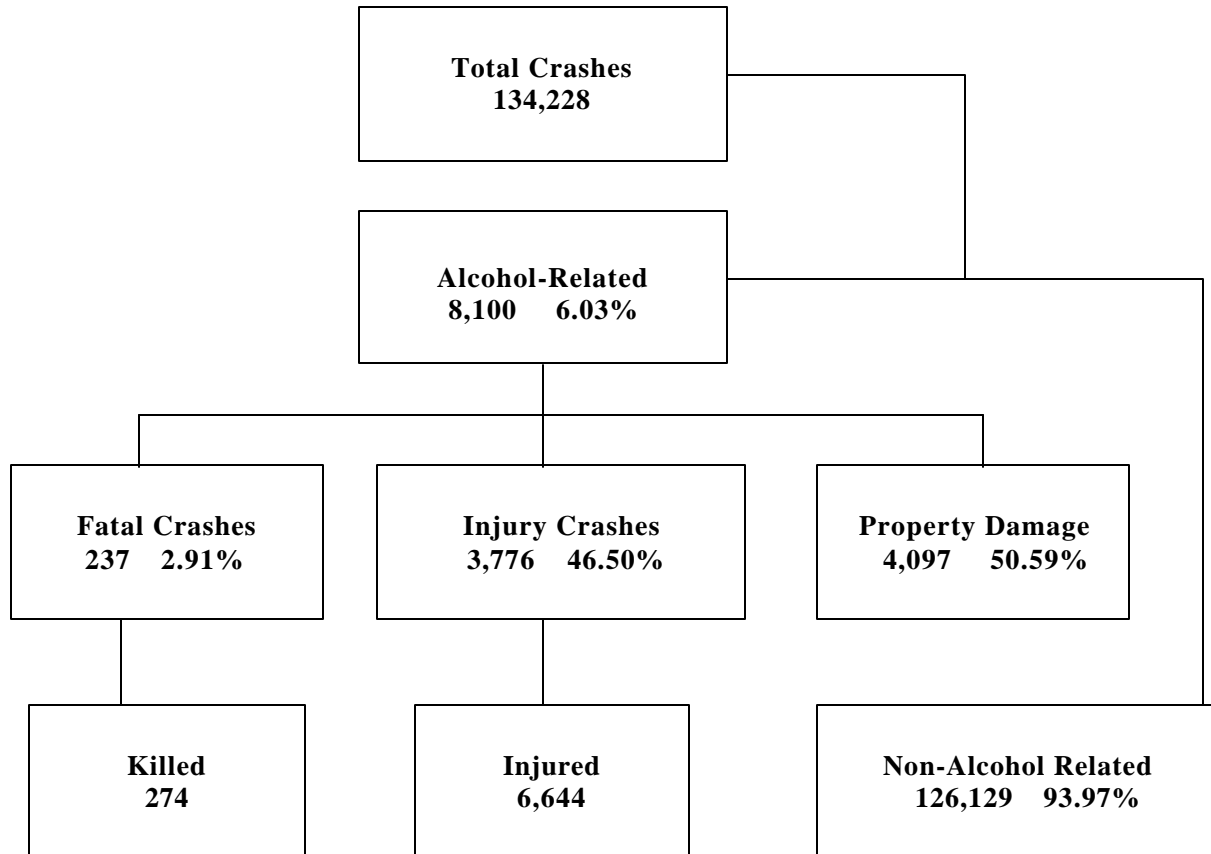 Total Crashes
134,228
Alcohol-Related
8,100 6.03%
Fatal Crashes
237 2.91%
Injury Crashes
3,776 46.50%
Property Damage
4,097 50.59%
Killed
274
Injured
6,644
Non-Alcohol Related
126,129 93.97%